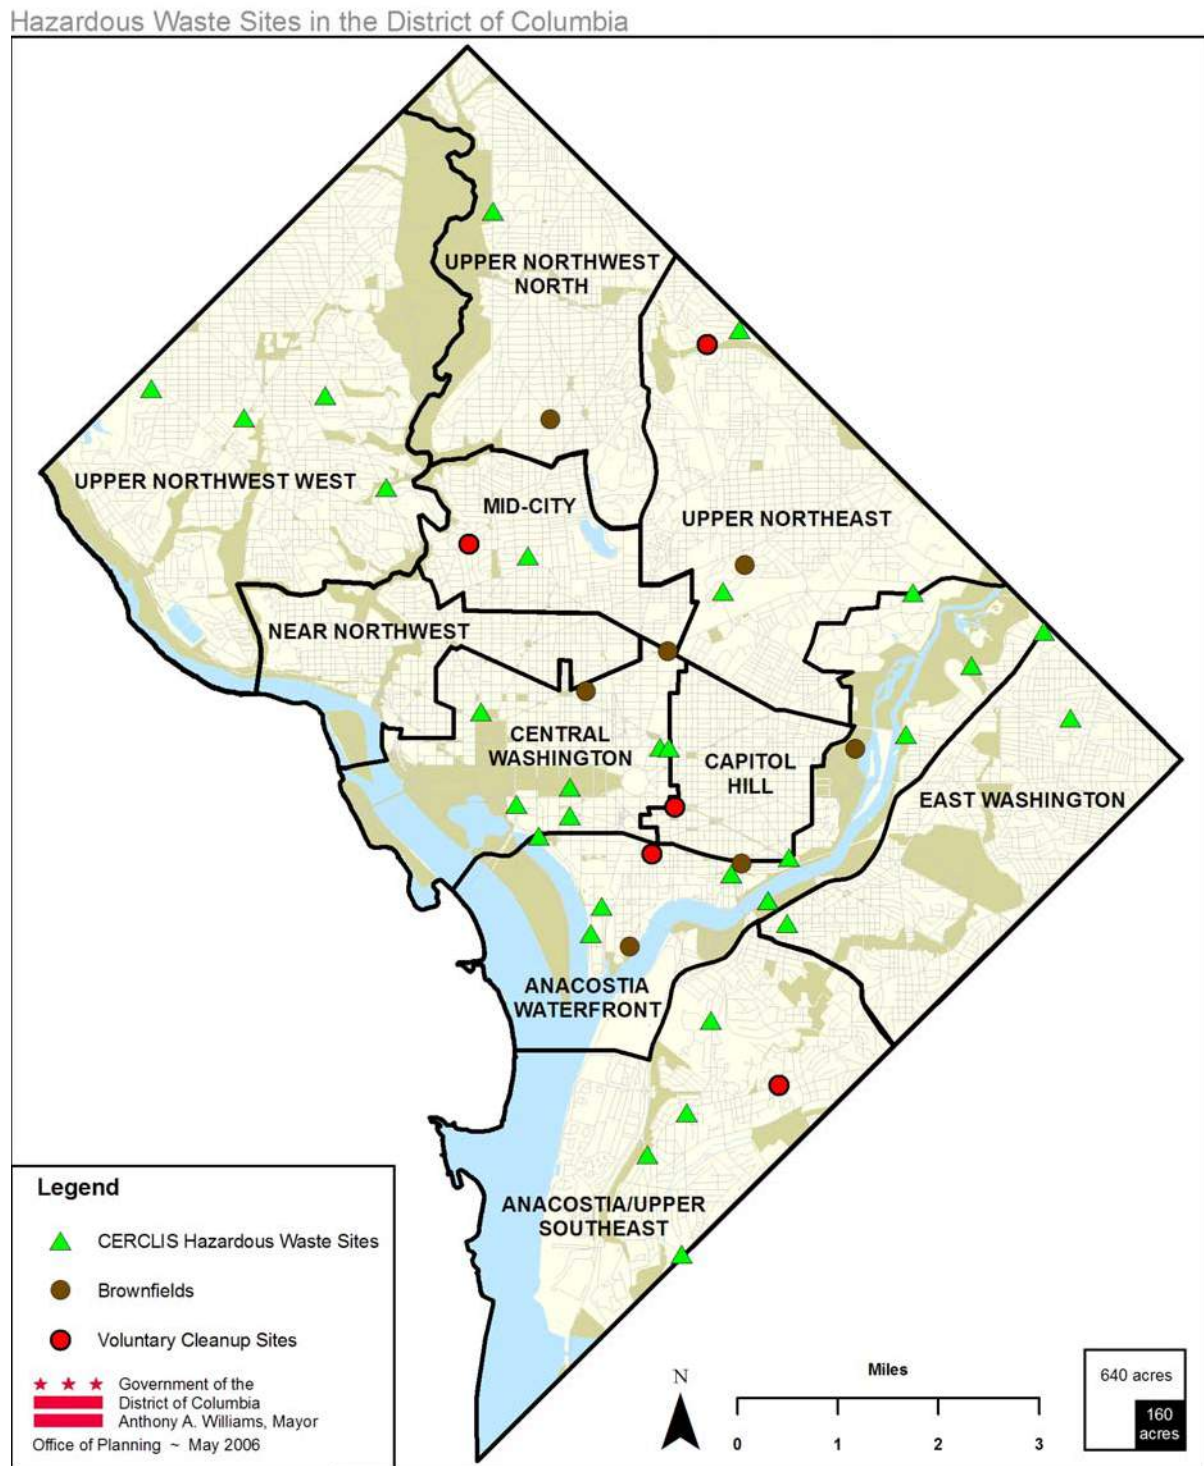 Hazardous Waste Sites in the District of Columbia
UPPER NORTHWEST
NORTH
UPPER NORTHWEST WEST
MID-CITY
UPPER NORTHEAST
NEAR NORTHWEST
CENTRAL
WASHINGTON
CAPITOL
HILL
EAST WASHINGTON
ANACOSTIA
WATERFRONT
ANACOSTIA/UPPER
SOUTHEAST
Legend
CERCLIS Hazardous Waste Sites
Brownfields
Voluntary Cleanup Sites
Government of the
District of Columbia
Anthony A. Williams, Mayor
Office of Planning ~ May 2006
N
Miles
0 1 2 3
640 acres
160
acres